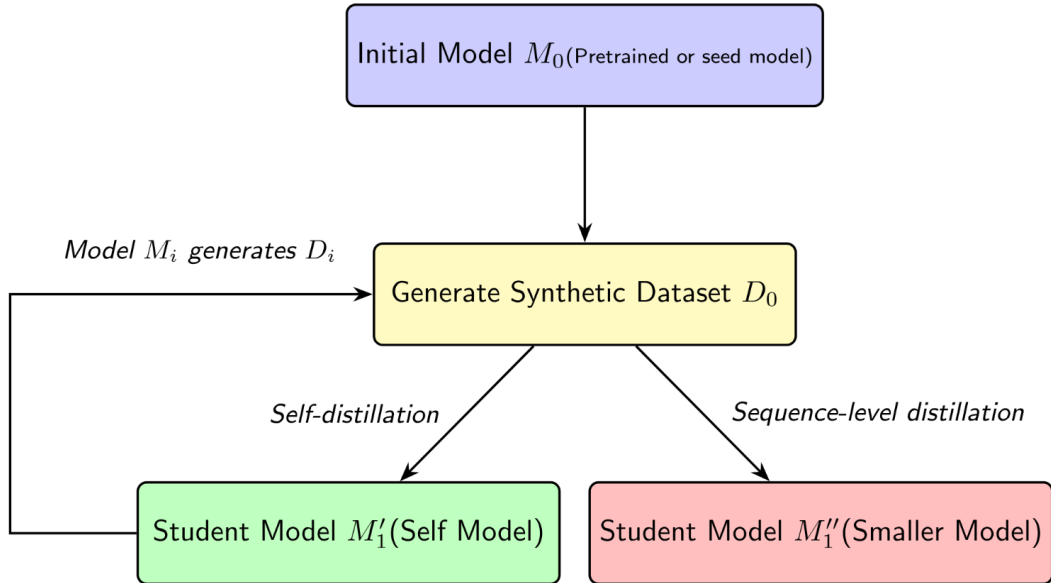 Initial Model M₀(Pretrained or seed model)
Model Mᵢ generates Dᵢ
Generate Synthetic Dataset D₀
Self-distillation
Sequence-level distillation
Student Model M′₁(Self Model)
Student Model M′′₁(Smaller Model)